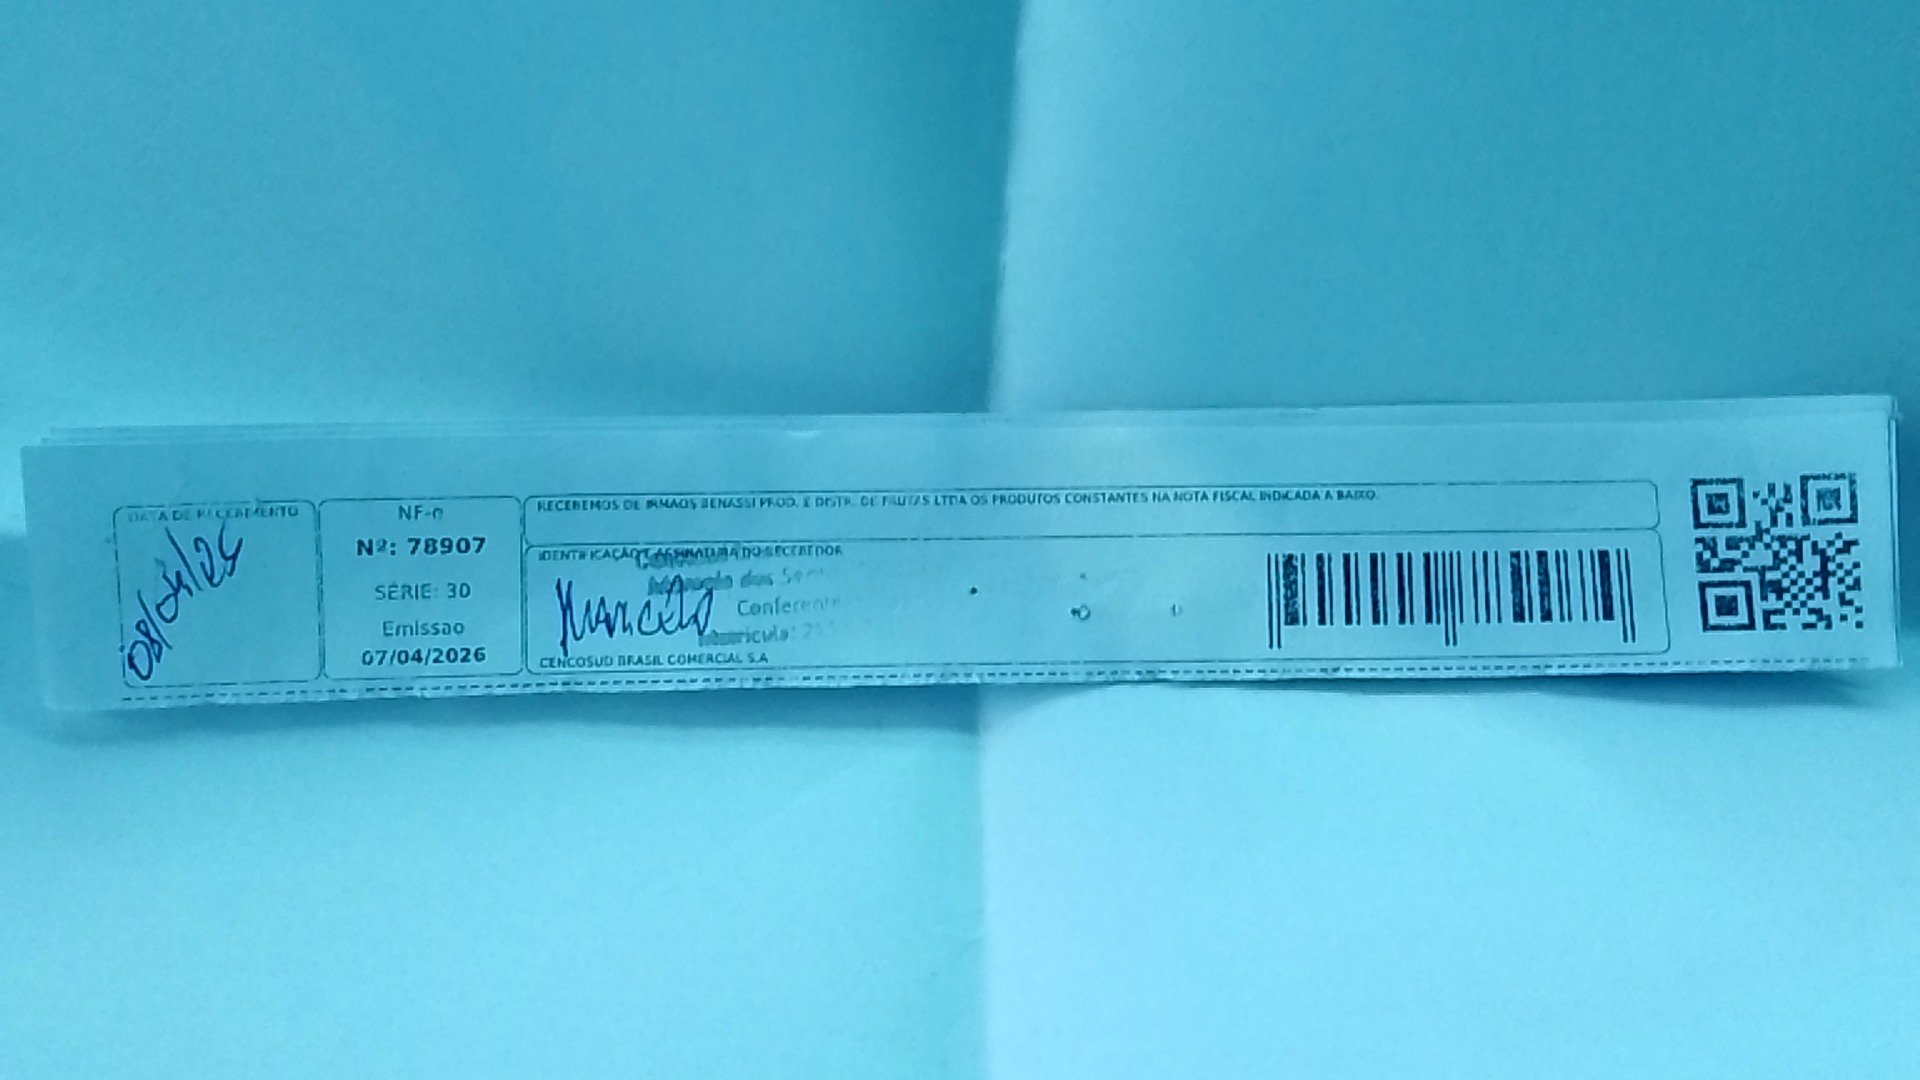 DATA DE RECEBIMENTO
08/04/26
NF-e
Nº: 78907
SÉRIE: 30
Emissao
07/04/2026
RECEBEMOS DE IRMAOS BENASSI PROD. E DISTR. DE FRUTAS LTDA OS PRODUTOS CONSTANTES NA NOTA FISCAL INDICADA A BAIXO.
IDENTIFICAÇÃO E ASSINATURA DO RECEBEDOR
Marcelo
dos
Conferente
Matricula:
CENCOSUD BRASIL COMERCIAL S.A